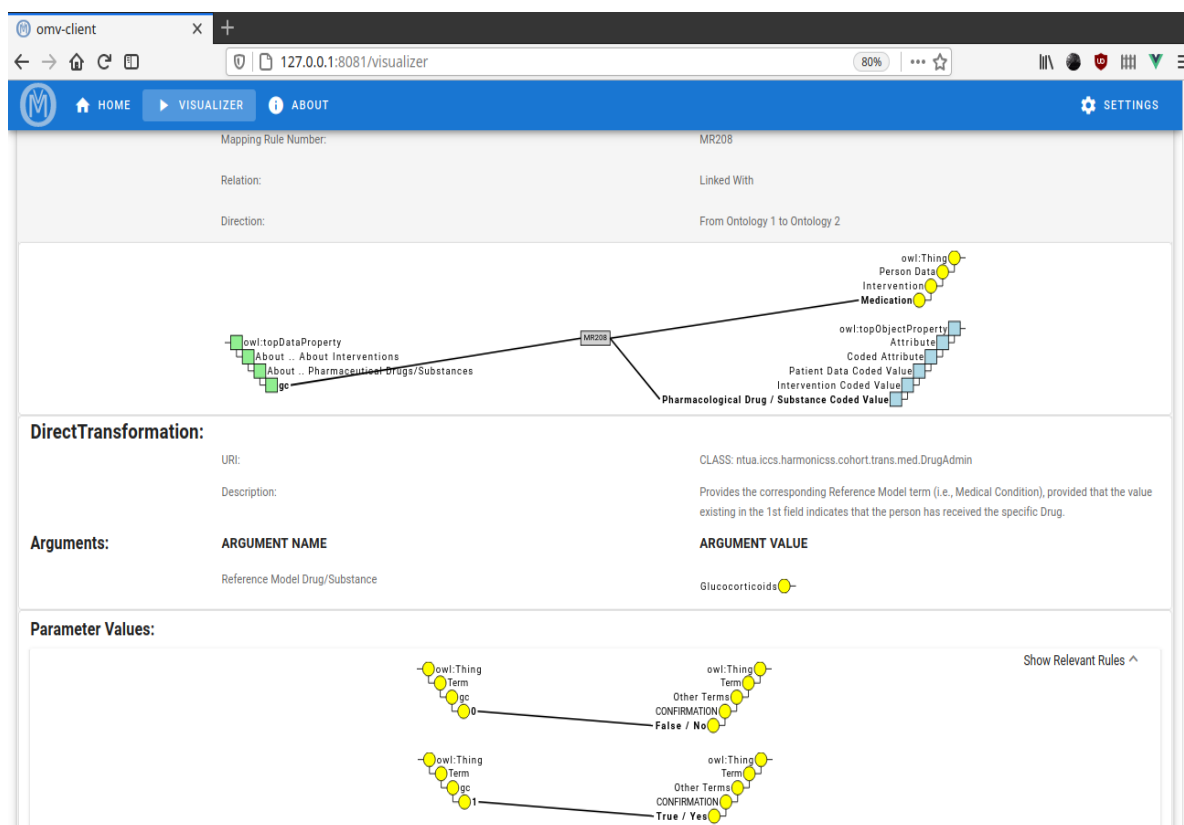 omv-client
127.0.0.1:8081/visualizer
80%
HOME
VISUALIZER
ABOUT
SETTINGS
Mapping Rule Number:
MR208
Relation:
Linked With
Direction:
From Ontology 1 to Ontology 2
owl:Thing
Person Data
Intervention
Medication
MR208
owl:topDataProperty
About .. About Interventions
About .. Pharmaceutical Drugs/Substances
gc
owl:topObjectProperty
Attribute
Coded Attribute
Patient Data Coded Value
Intervention Coded Value
Pharmacological Drug / Substance Coded Value
DirectTransformation:
URI:
CLASS: ntua.iccs.harmonicss.cohort.trans.med.DrugAdmin
Description:
Provides the corresponding Reference Model term (i.e., Medical Condition), provided that the value
existing in the 1st field indicates that the person has received the specific Drug.
Arguments:
ARGUMENT NAME
ARGUMENT VALUE
Reference Model Drug/Substance
Glucocorticoids
Parameter Values:
Show Relevant Rules
owl:Thing
Term
gc
0
owl:Thing
Term
Other Terms
CONFIRMATION
False / No
owl:Thing
Term
gc
1
owl:Thing
Term
Other Terms
CONFIRMATION
True / Yes